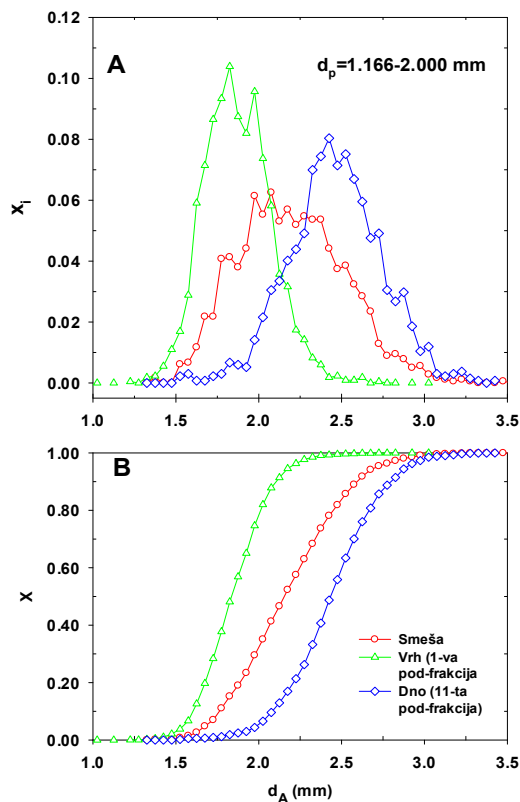 0.12
0.10
0.08
0.06
0.04
0.02
0.00
x_i
A
d_p=1.166-2.000 mm
1.0 1.5 2.0 2.5 3.0 3.5
1.00
0.80
0.60
0.40
0.20
0.00
X
B
Smeša
Vrh (1-va
pod-frakcija
Dno (11-ta
pod-frakcija)
1.0 1.5 2.0 2.5 3.0 3.5
d_A (mm)